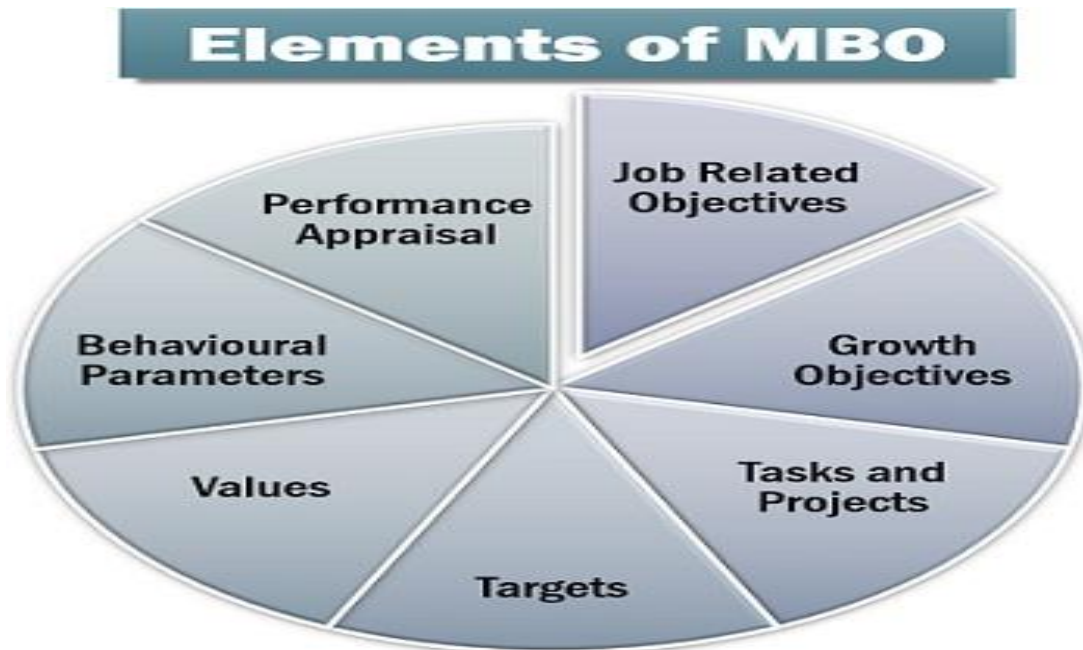 Elements of MBO
Job Related
Objectives
Growth
Objectives
Tasks and
Projects
Targets
Values
Behavioural
Parameters
Performance
Appraisal